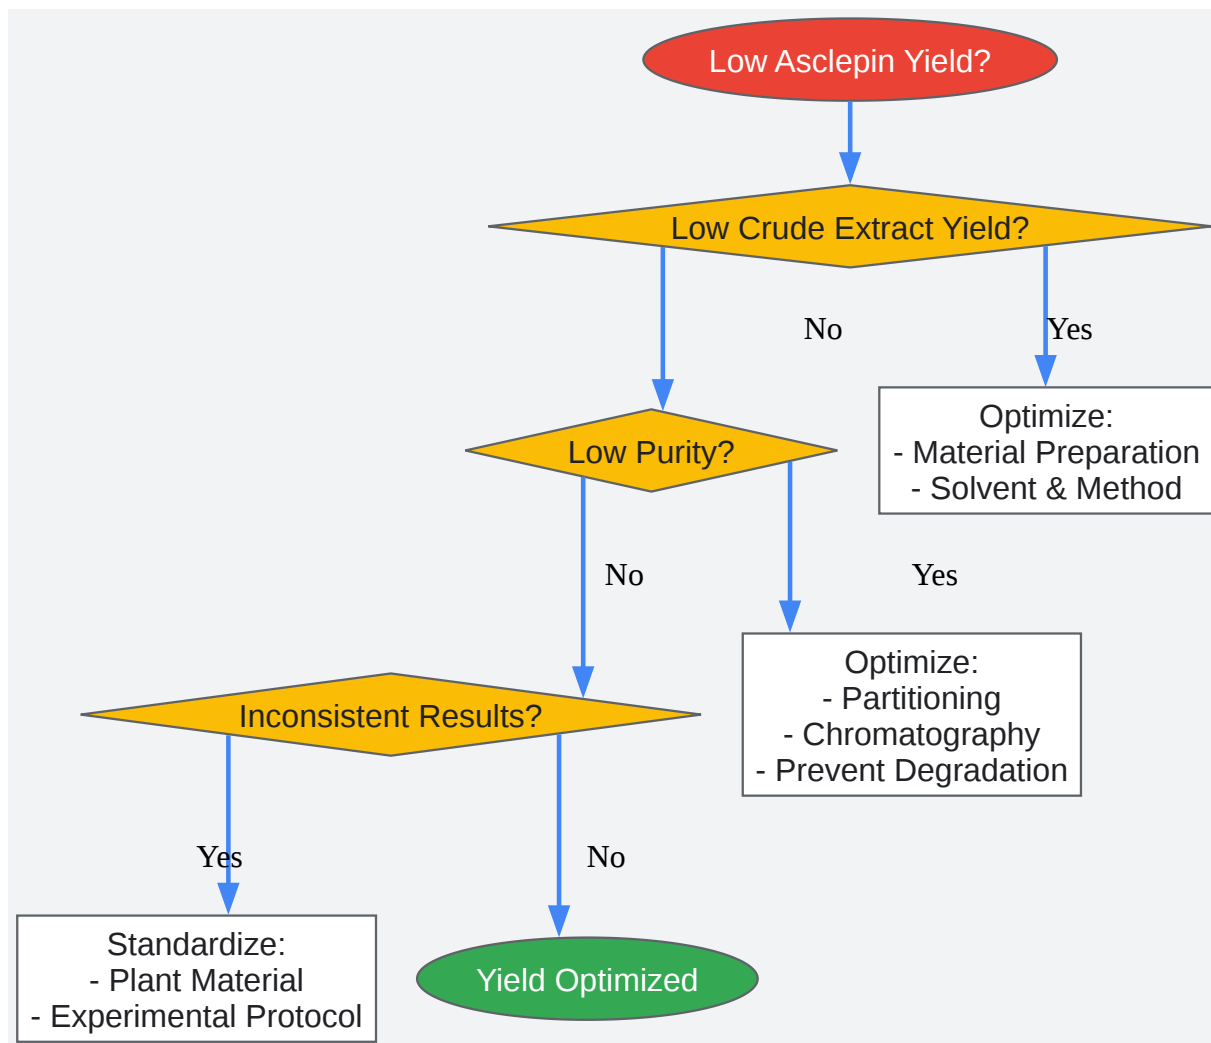 Low Asclepin Yield?
Low Crude Extract Yield?
No
Yes
Optimize:
- Material Preparation
- Solvent & Method
Low Purity?
No
Yes
Optimize:
- Partitioning
- Chromatography
- Prevent Degradation
Inconsistent Results?
Yes
No
Standardize:
- Plant Material
- Experimental Protocol
Yield Optimized